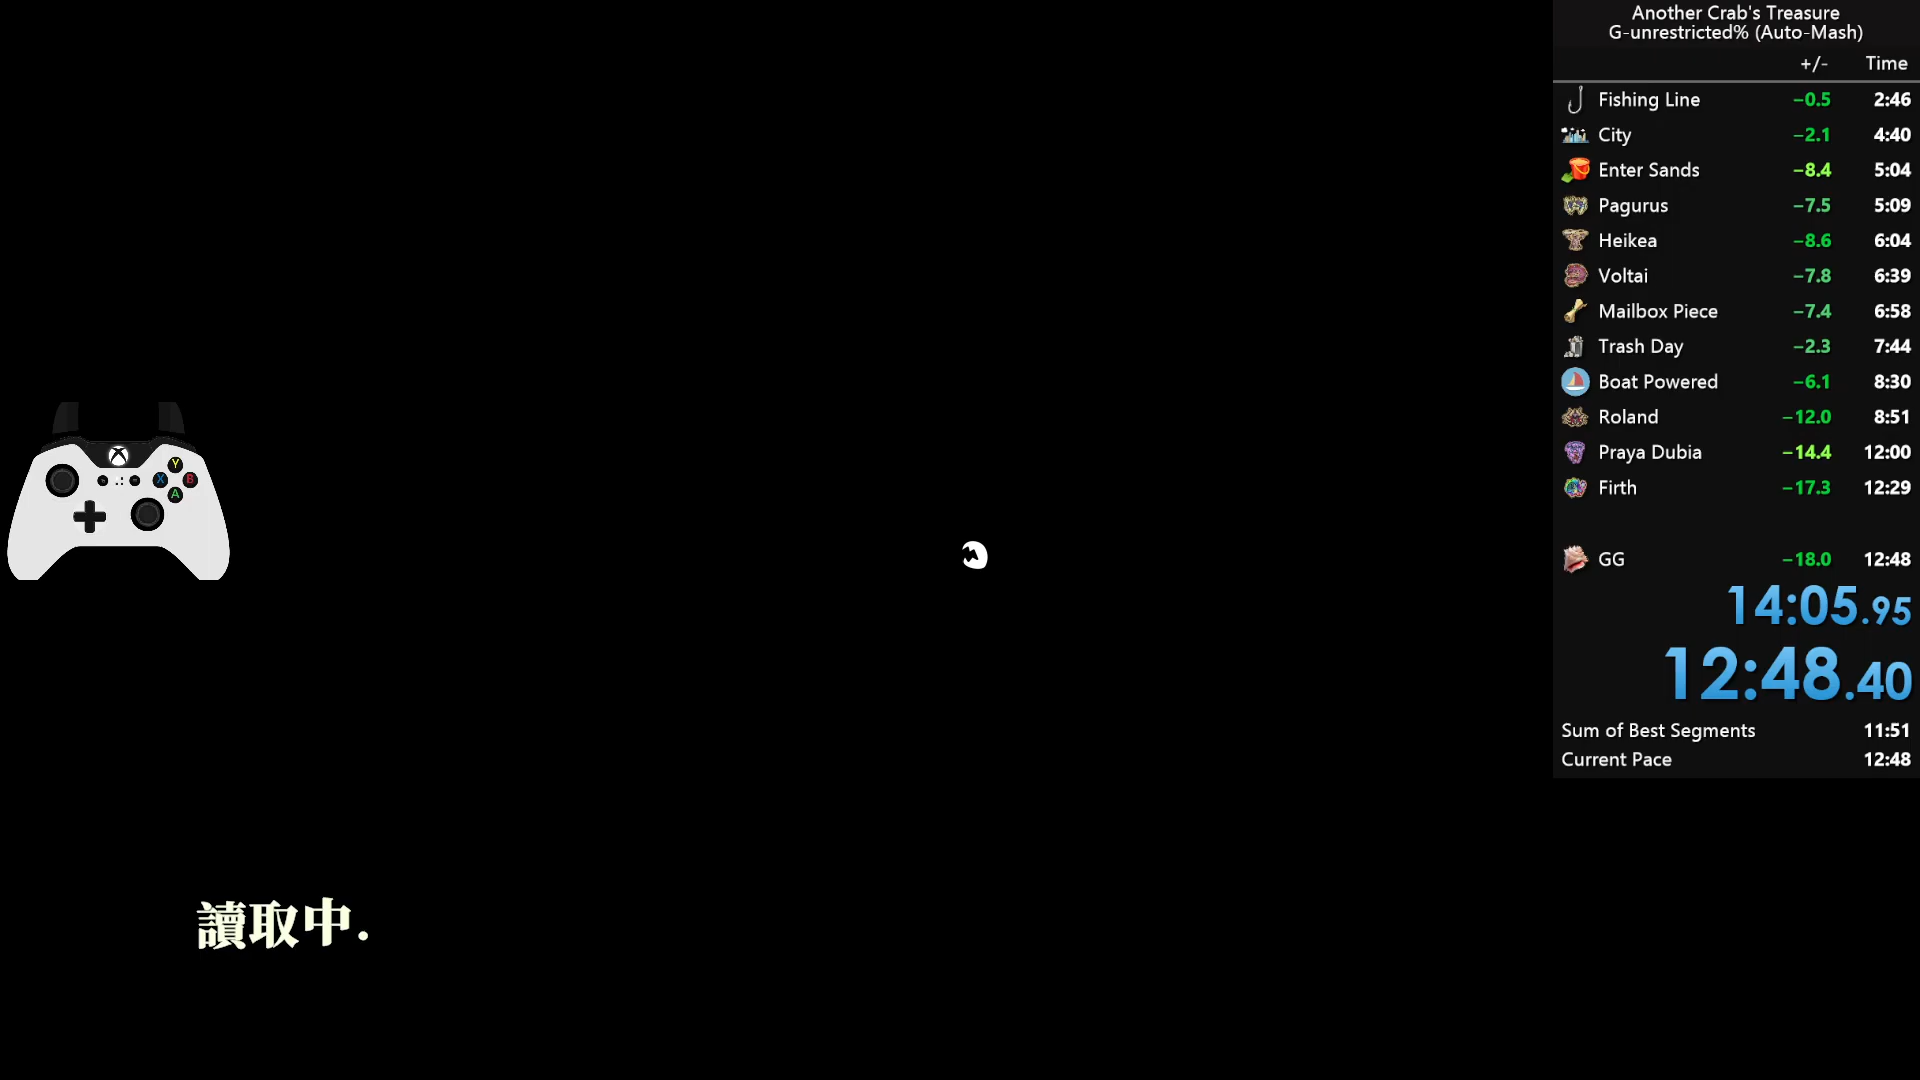 Another Crab's Treasure
G-unrestricted% (Auto-Mash)
+/- Time
Fishing Line −0.5 2:46
City −2.1 4:40
Enter Sands −8.4 5:04
Pagurus −7.5 5:09
Heikea −8.6 6:04
Voltai −7.8 6:39
Mailbox Piece −7.4 6:58
Trash Day −2.3 7:44
Boat Powered −6.1 8:30
Roland −12.0 8:51
Praya Dubia −14.4 12:00
Firth −17.3 12:29
GG −18.0 12:48
14:05.95
12:48.40
Sum of Best Segments 11:51
Current Pace 12:48
Y
X B
A
讀取中.